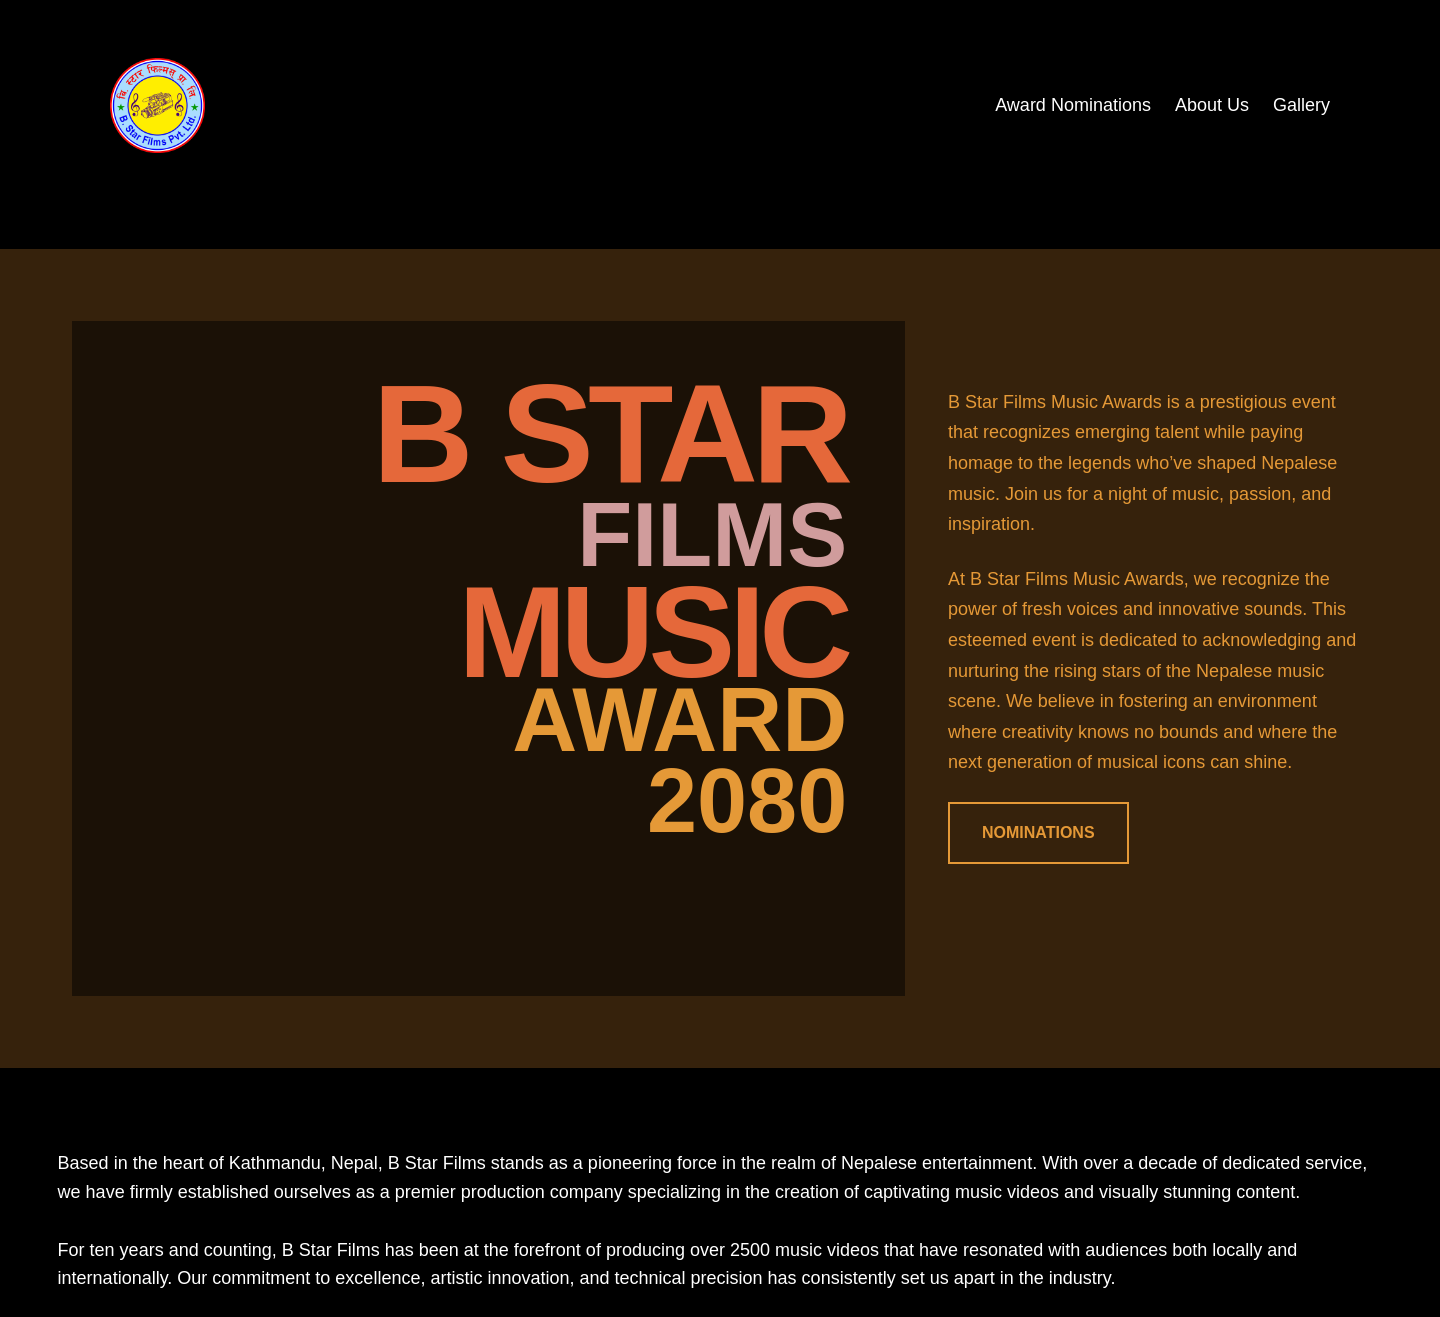 बि. स्टार फिल्मस् प्रा. लि.
B. Star Films Pvt. Ltd.
Award Nominations About Us Gallery
B STAR
FILMS
MUSIC
AWARD
2080
B Star Films Music Awards is a prestigious event
that recognizes emerging talent while paying
homage to the legends who’ve shaped Nepalese
music. Join us for a night of music, passion, and
inspiration.
At B Star Films Music Awards, we recognize the
power of fresh voices and innovative sounds. This
esteemed event is dedicated to acknowledging and
nurturing the rising stars of the Nepalese music
scene. We believe in fostering an environment
where creativity knows no bounds and where the
next generation of musical icons can shine.
NOMINATIONS
Based in the heart of Kathmandu, Nepal, B Star Films stands as a pioneering force in the realm of Nepalese entertainment. With over a decade of dedicated service,
we have firmly established ourselves as a premier production company specializing in the creation of captivating music videos and visually stunning content.
For ten years and counting, B Star Films has been at the forefront of producing over 2500 music videos that have resonated with audiences both locally and
internationally. Our commitment to excellence, artistic innovation, and technical precision has consistently set us apart in the industry.